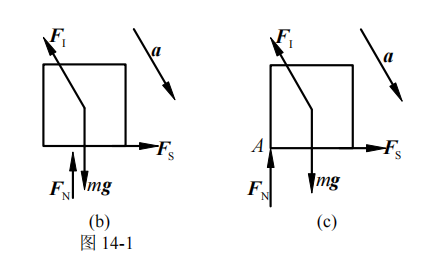 F_I
a
F_S
F_N
mg
(b)
F_I
a
A
F_S
F_N
mg
(c)
图 14-1